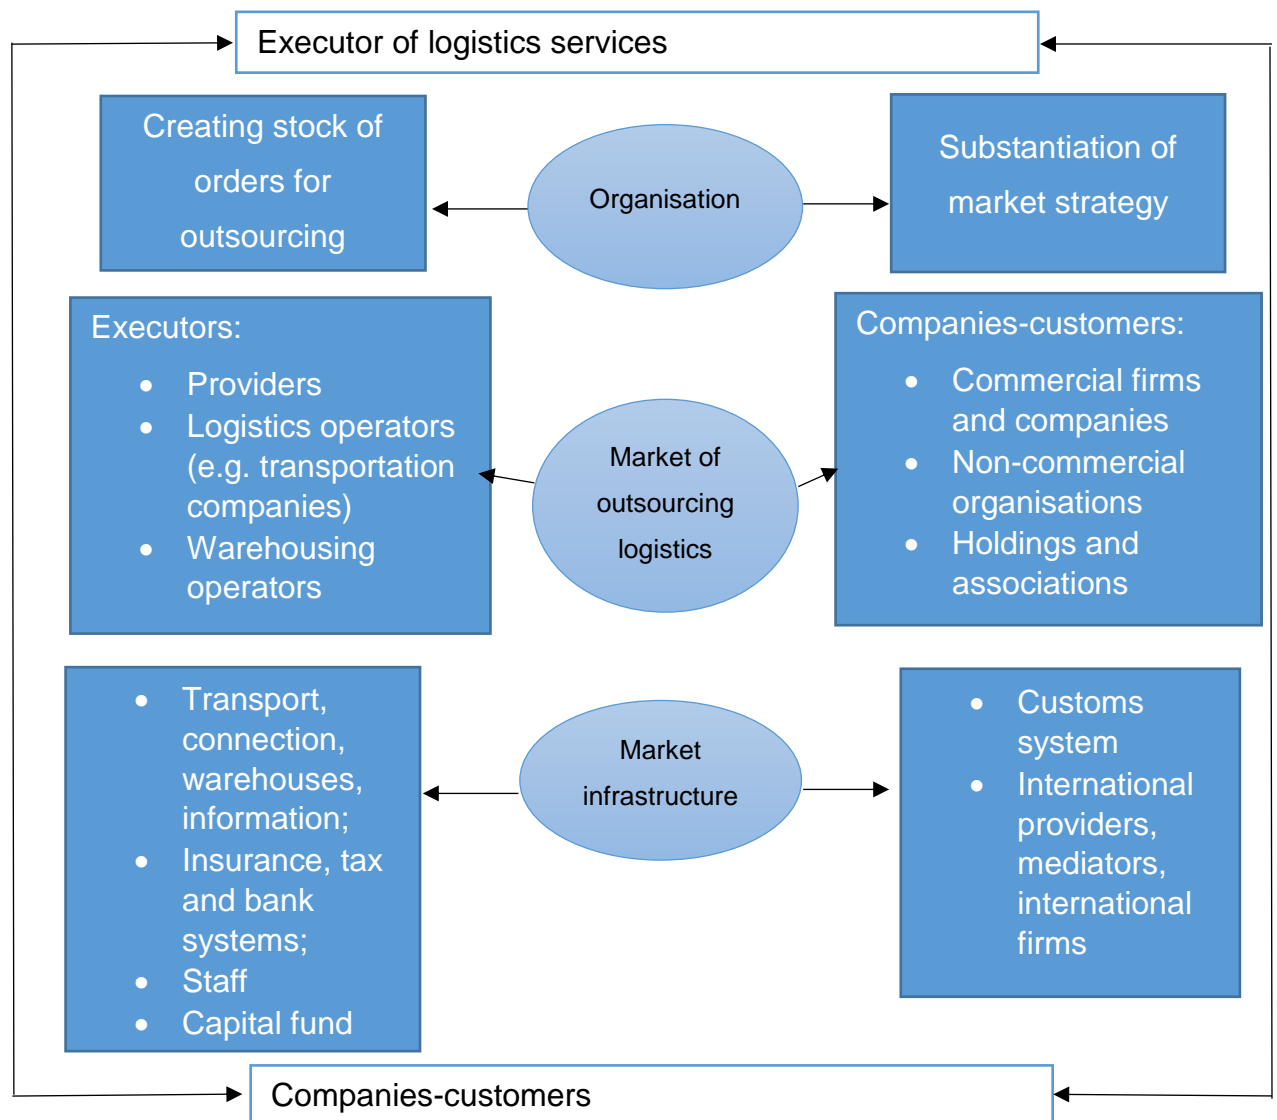 Executor of logistics services
Creating stock of
orders for
outsourcing
Organisation
Substantiation of
market strategy
Executors:
• Providers
• Logistics operators
(e.g. transportation
companies)
• Warehousing
operators
Market of
outsourcing
logistics
Companies-customers:
• Commercial firms
and companies
• Non-commercial
organisations
• Holdings and
associations
• Transport,
connection,
warehouses,
information;
• Insurance, tax
and bank
systems;
• Staff
• Capital fund
Market
infrastructure
• Customs
system
• International
providers,
mediators,
international
firms
Companies-customers